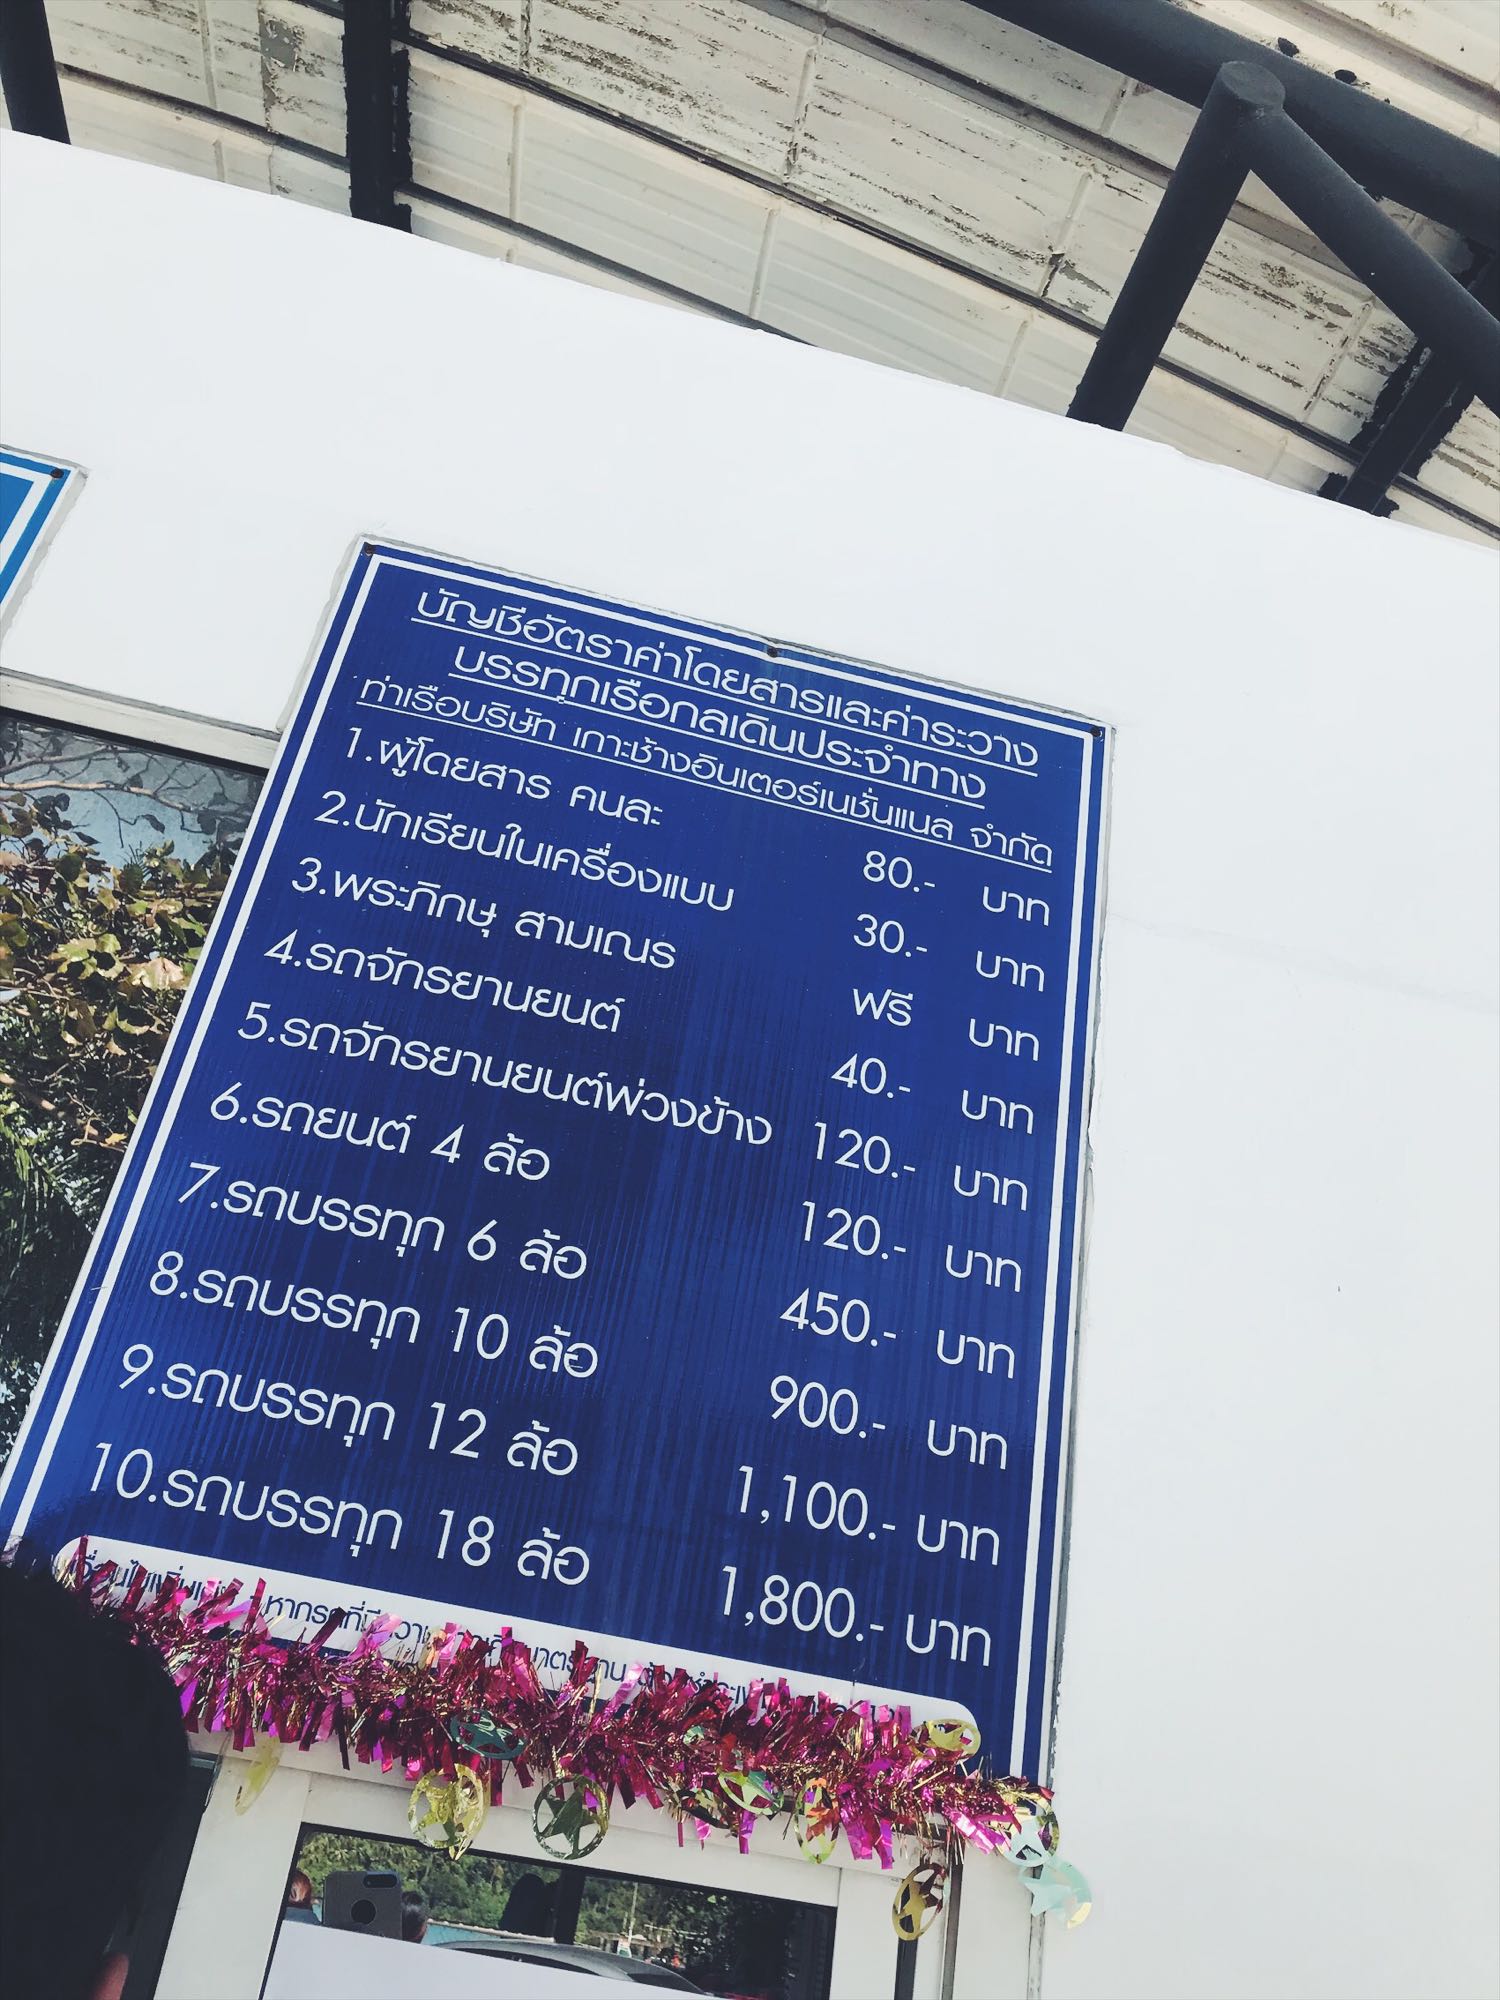 บัญชีอัตราค่าโดยสารและค่าระวาง
บรรทุกเรือกลเดินประจำทาง
ท่าเรือบริษัท เกาะช้างอินเตอร์เนชั่นแนล จำกัด
1.ผู้โดยสาร คนละ 80.- บาท
2.นักเรียนในเครื่องแบบ 30.- บาท
3.พระภิกษุ สามเณร ฟรี บาท
4.รถจักรยานยนต์ 40.- บาท
5.รถจักรยานยนต์พ่วงข้าง 120.- บาท
6.รถยนต์ 4 ล้อ 120.- บาท
7.รถบรรทุก 6 ล้อ 450.- บาท
8.รถบรรทุก 10 ล้อ 900.- บาท
9.รถบรรทุก 12 ล้อ 1,100.- บาท
10.รถบรรทุก 18 ล้อ 1,800.- บาท